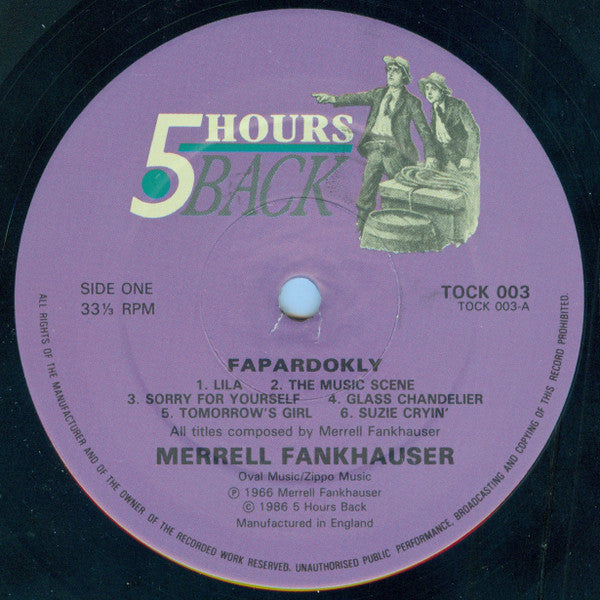 5 HOURS
BACK
SIDE ONE
33⅓ RPM
TOCK 003
TOCK 003-A
FAPARDOKLY
1. LILA 2. THE MUSIC SCENE
3. SORRY FOR YOURSELF 4. GLASS CHANDELIER
5. TOMORROW'S GIRL 6. SUZIE CRYIN'
All titles composed by Merrell Fankhauser
MERRELL FANKHAUSER
Oval Music/Zippo Music
Ⓟ 1966 Merrell Fankhauser
© 1986 5 Hours Back
Manufactured in England
ALL RIGHTS OF THE MANUFACTURER AND OF THE OWNER OF THE RECORDED WORK RESERVED. UNAUTHORISED PUBLIC PERFORMANCE, BROADCASTING AND COPYING OF THIS RECORD PROHIBITED.